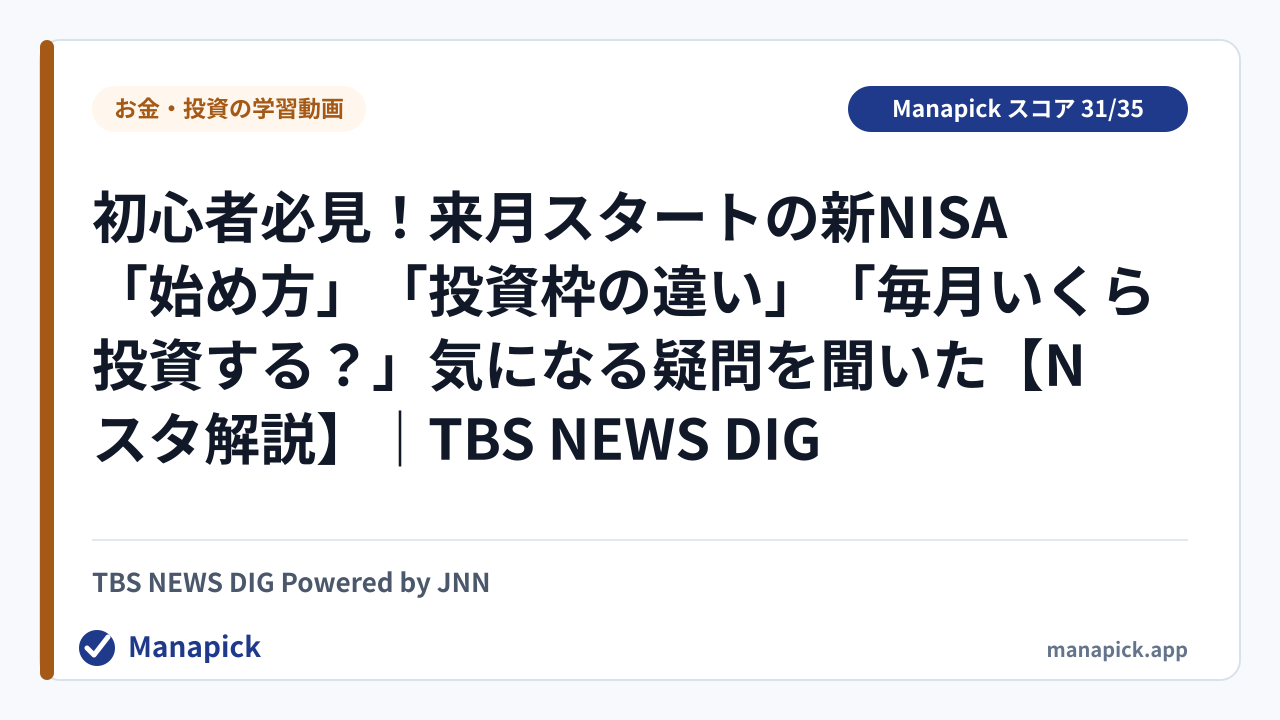 お金・投資の学習動画
Manapick スコア 31/35
初心者必見！来月スタートの新NISA
「始め方」「投資枠の違い」「毎月いくら
投資する？」気になる疑問を聞いた【N
スタ解説】｜TBS NEWS DIG
TBS NEWS DIG Powered by JNN
Manapick
manapick.app